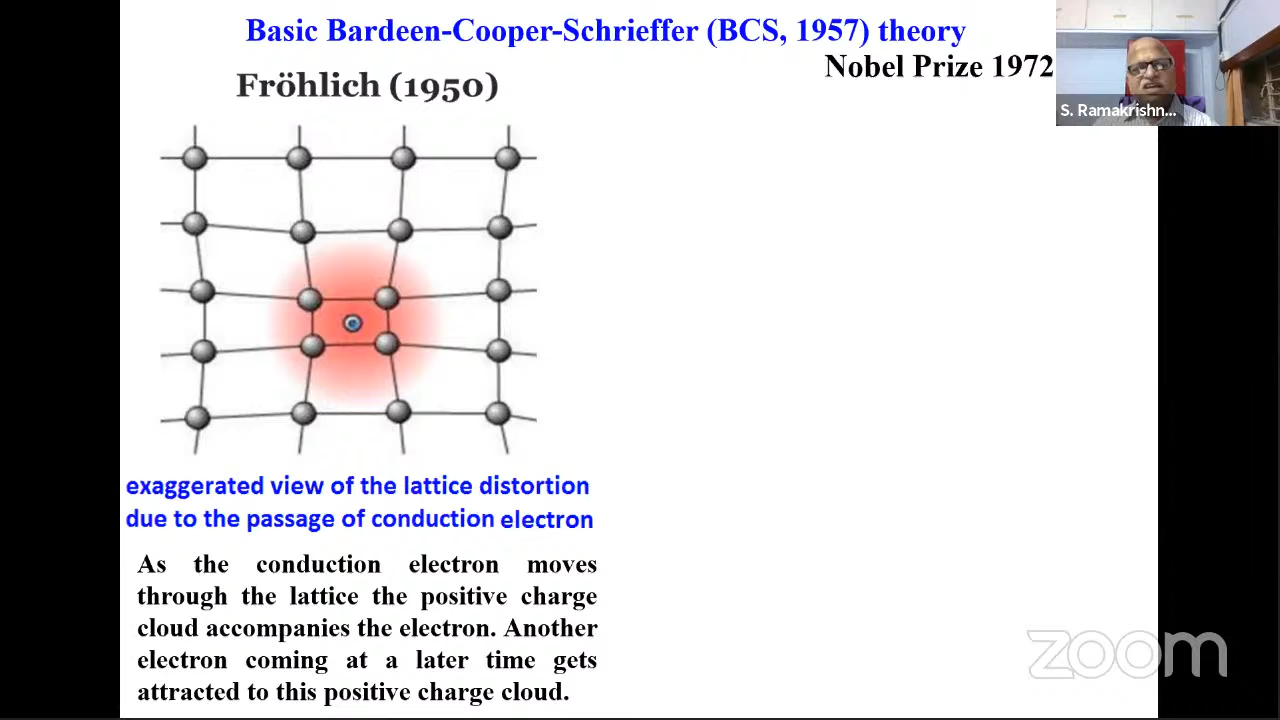 Basic Bardeen-Cooper-Schrieffer (BCS, 1957) theory
Nobel Prize 1972
Fröhlich (1950)
S. Ramakrishn...
exaggerated view of the lattice distortion
due to the passage of conduction electron
As the conduction electron moves
through the lattice the positive charge
cloud accompanies the electron. Another
electron coming at a later time gets
attracted to this positive charge cloud.
zoom